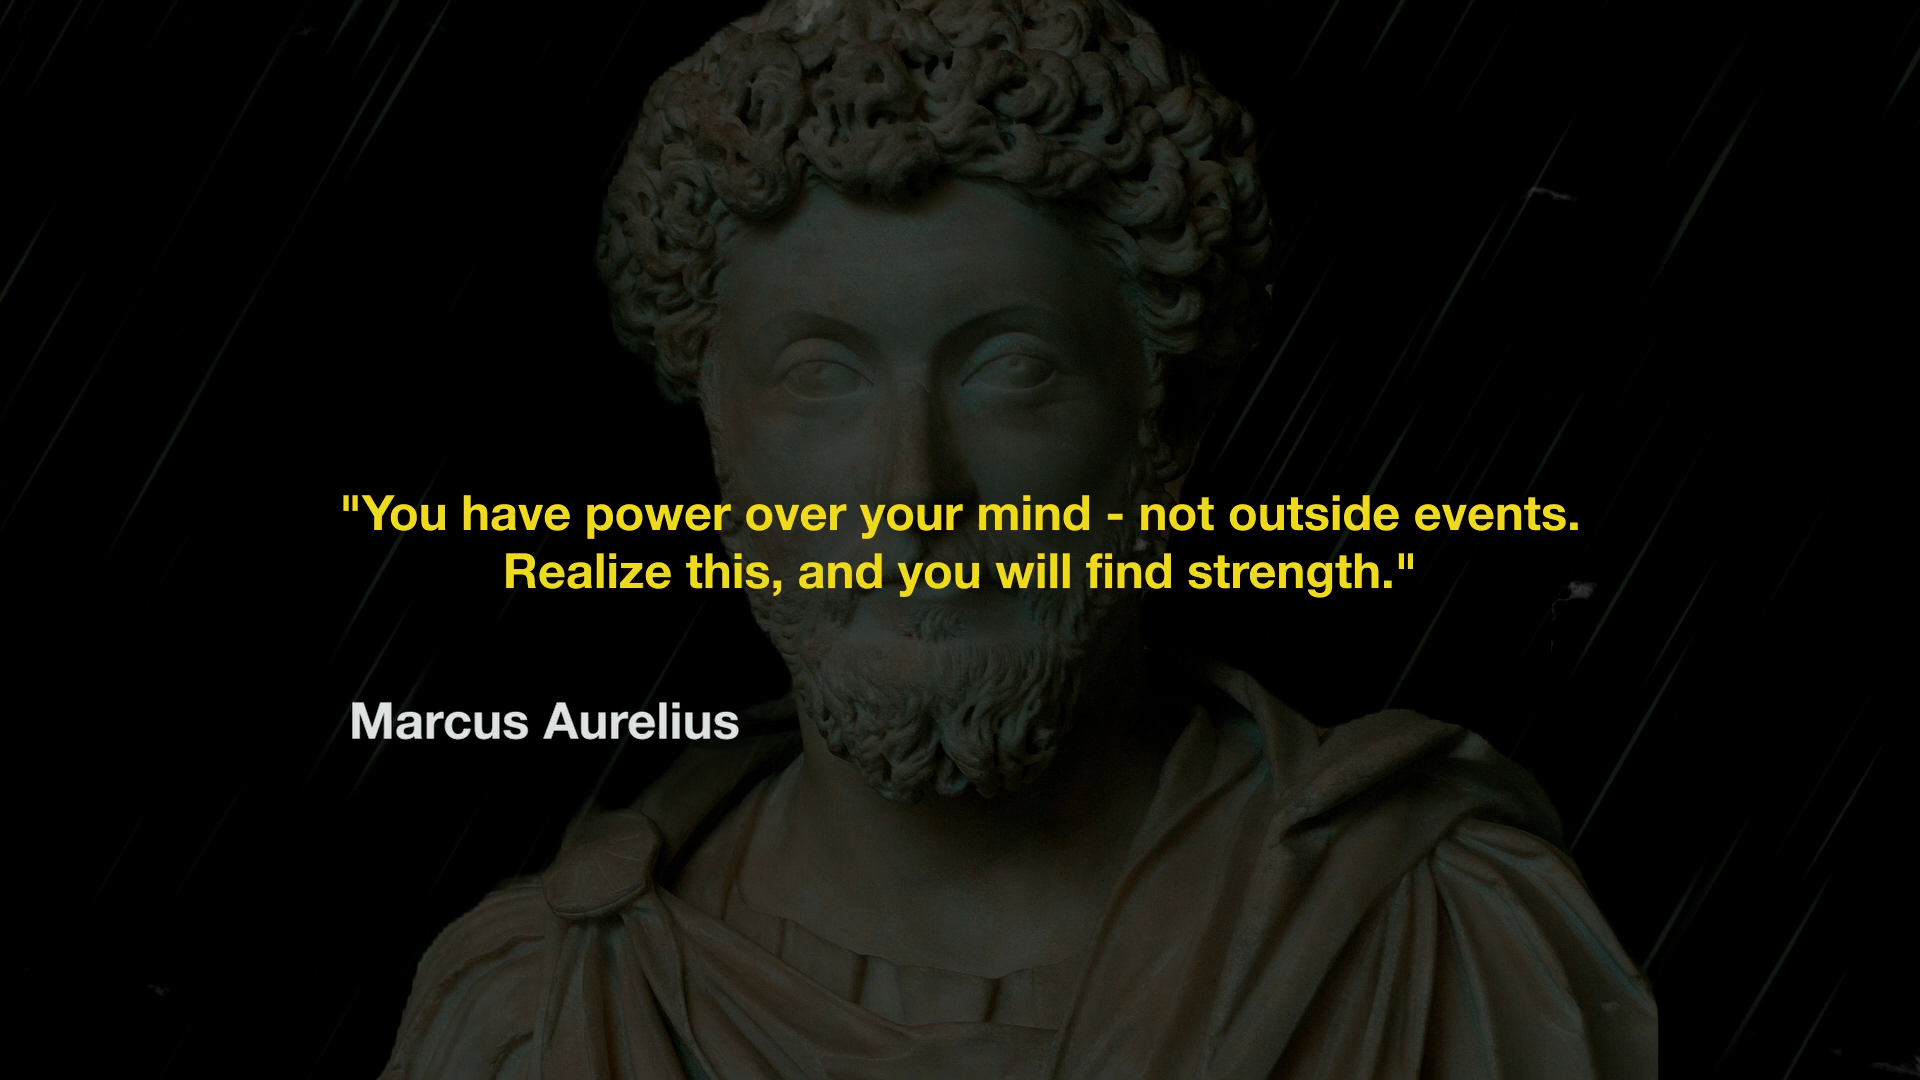 "You have power over your mind - not outside events.
Realize this, and you will find strength."
Marcus Aurelius